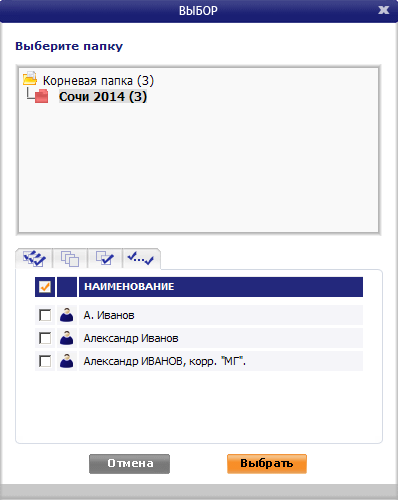 ВЫБОР
Выберите папку
Корневая папка (3)
Сочи 2014 (3)
НАИМЕНОВАНИЕ
А. Иванов
Александр Иванов
Александр ИВАНОВ, корр. "МГ".
Отмена
Выбрать